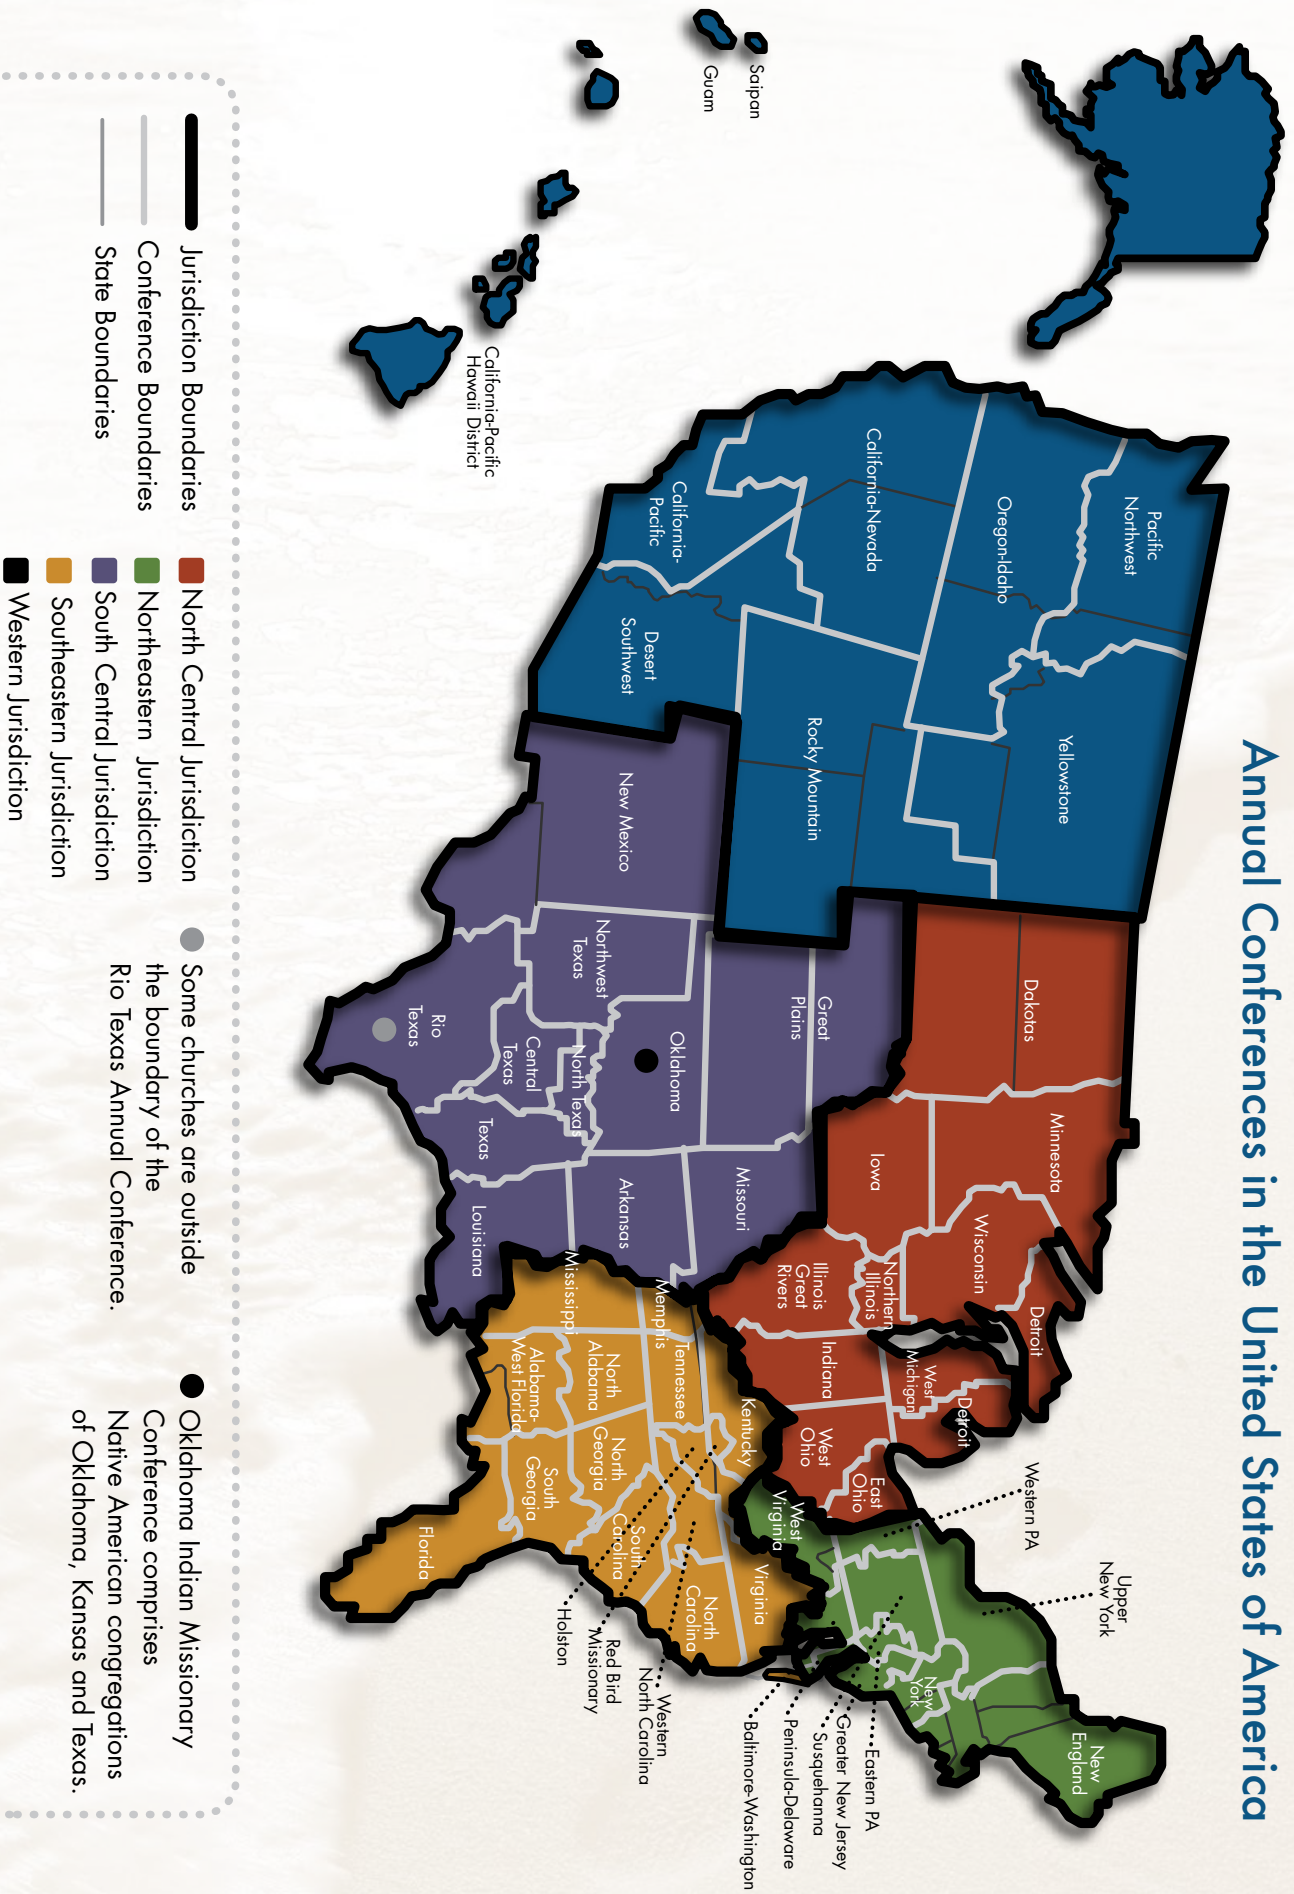 Annual Conferences in the United States of America
Saipan
Guam
California-Pacific
Hawaii District
Pacific
Northwest
Oregon-Idaho
California-Nevada
California-
Pacific
Desert
Southwest
Yellowstone
Rocky Mountain
New Mexico
Dakotas
Minnesota
Great
Plains
Oklahoma
Northwest
Texas
North Texas
Central
Texas
Rio
Texas
Texas
Iowa
Missouri
Arkansas
Louisiana
Wisconsin
Northern
Illinois
Illinois
Great
Rivers
Detroit
West
Michigan
Detroit
Indiana
West
Ohio
East
Ohio
Mississippi
Memphis
Tennessee
Kentucky
North
Alabama
Alabama-
West Florida
North
Georgia
South
Georgia
Florida
South
Carolina
North
Carolina
Virginia
West
Virginia
Western PA
Upper
New York
New
York
New
England
Eastern PA
Greater New Jersey
Susquehanna
Peninsula-Delaware
Baltimore-Washington
Western
North Carolina
Red Bird
Missionary
Holston
Jurisdiction Boundaries
Conference Boundaries
State Boundaries
North Central Jurisdiction
Northeastern Jurisdiction
South Central Jurisdiction
Southeastern Jurisdiction
Western Jurisdiction
Some churches are outside
the boundary of the
Rio Texas Annual Conference.
Oklahoma Indian Missionary
Conference comprises
Native American congregations
of Oklahoma, Kansas and Texas.